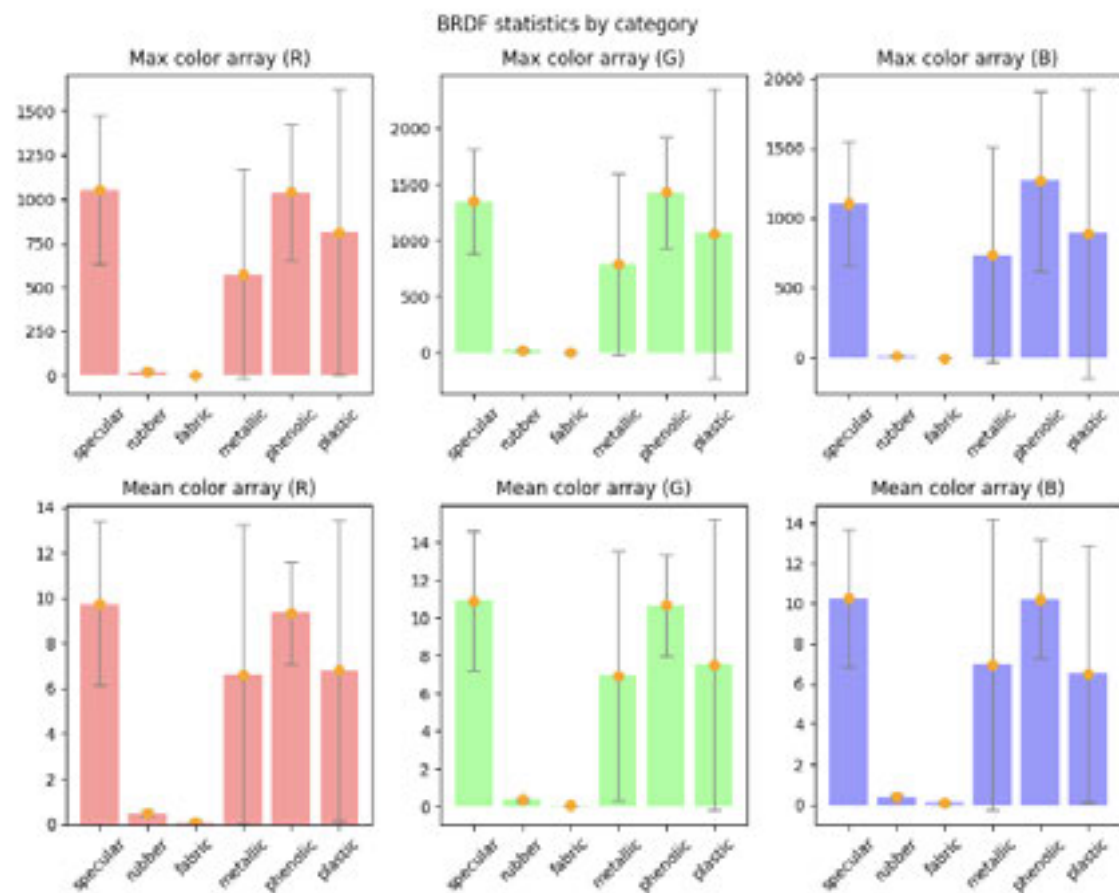 BRDF statistics by category
Max color array (R)
1500
1250
1000
750
500
250
0
specular
rubber
fabric
metallic
phenolic
plastic
Max color array (G)
2000
1500
1000
500
0
specular
rubber
fabric
metallic
phenolic
plastic
Max color array (B)
2000
1500
1000
500
0
specular
rubber
fabric
metallic
phenolic
plastic
Mean color array (R)
14
12
10
8
6
4
2
0
specular
rubber
fabric
metallic
phenolic
plastic
Mean color array (G)
14
12
10
8
6
4
2
0
specular
rubber
fabric
metallic
phenolic
plastic
Mean color array (B)
14
12
10
8
6
4
2
0
specular
rubber
fabric
metallic
phenolic
plastic